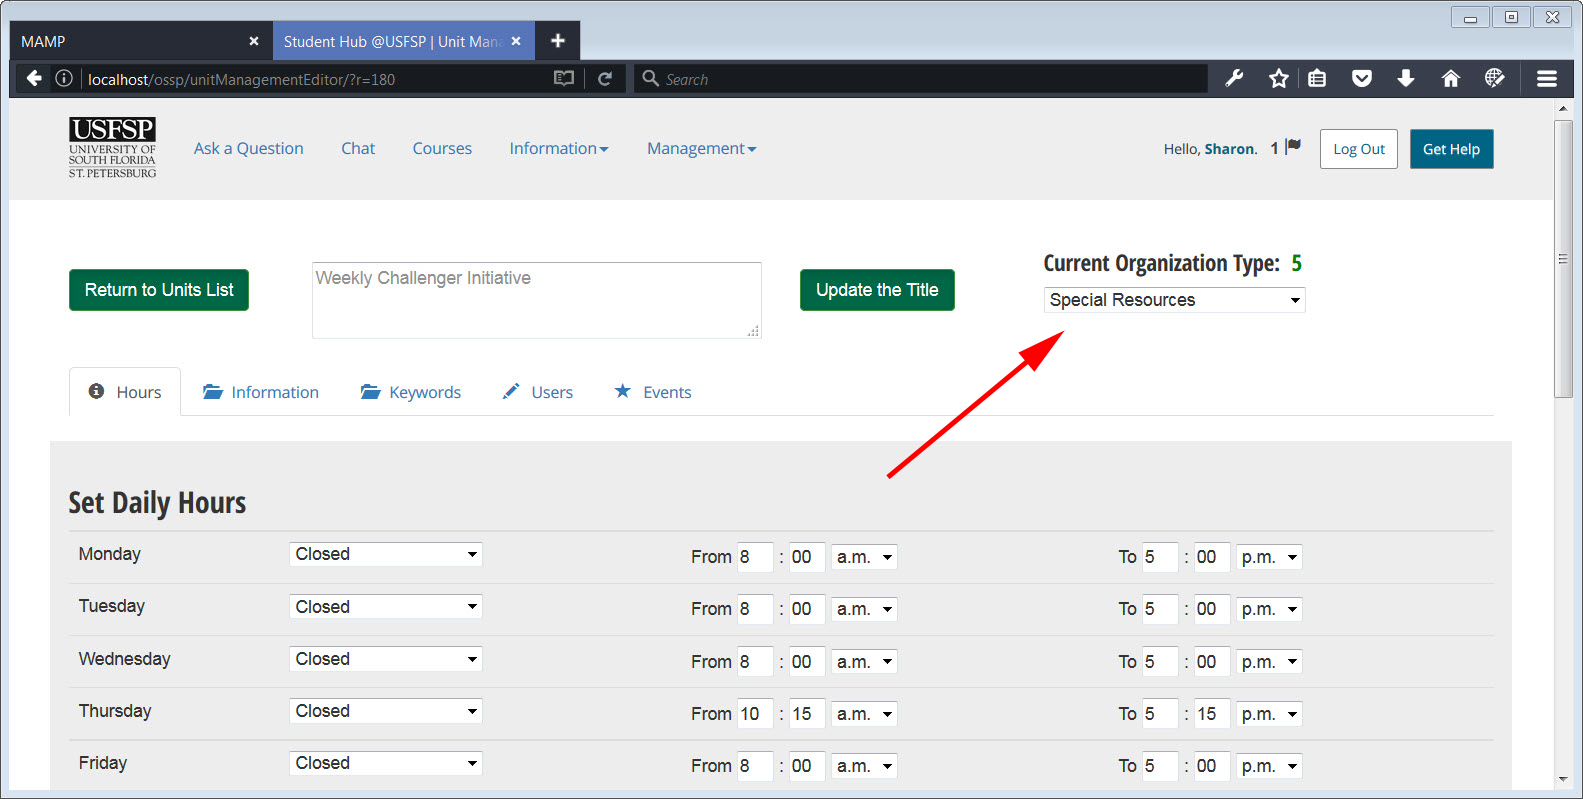 MAMP
Student Hub @USFSP | Unit Mana
localhost/ossp/unitManagementEditor/?r=180
Search
USFSP
UNIVERSITY OF
SOUTH FLORIDA
ST. PETERSBURG
Ask a Question Chat Courses Information Management
Hello, Sharon. 1
Log Out
Get Help
Return to Units List
Weekly Challenger Initiative
Update the Title
Current Organization Type: 5
Special Resources
Hours Information Keywords Users Events
Set Daily Hours
Monday Closed From 8 : 00 a.m. To 5 : 00 p.m.
Tuesday Closed From 8 : 00 a.m. To 5 : 00 p.m.
Wednesday Closed From 8 : 00 a.m. To 5 : 00 p.m.
Thursday Closed From 10 : 15 a.m. To 5 : 15 p.m.
Friday Closed From 8 : 00 a.m. To 5 : 00 p.m.